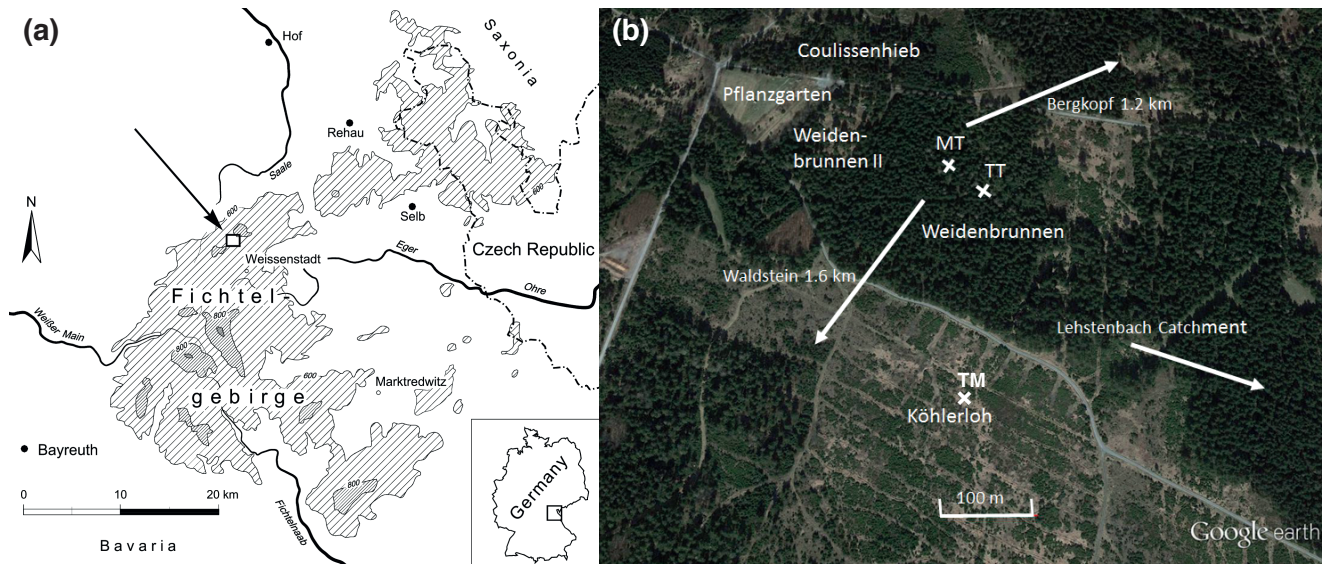 (a)
Hof
Saxonia
Rehau
Saale
600
600
N
Selb
Czech Republic
Weissenstadt
Eger
Ohre
Fichtel-
Weißer Main
800
800
600
Marktredwitz
gebirge
Bayreuth
800
Germany
0 10 20 km
Fichtelnaab
Bavaria
(b)
Coulissenhieb
Pflanzgarten
Bergkopf 1.2 km
Weiden-
brunnen II
MT
TT
Weidenbrunnen
Waldstein 1.6 km
Lehstenbach Catchment
TM
Köhlerloh
100 m
Google earth